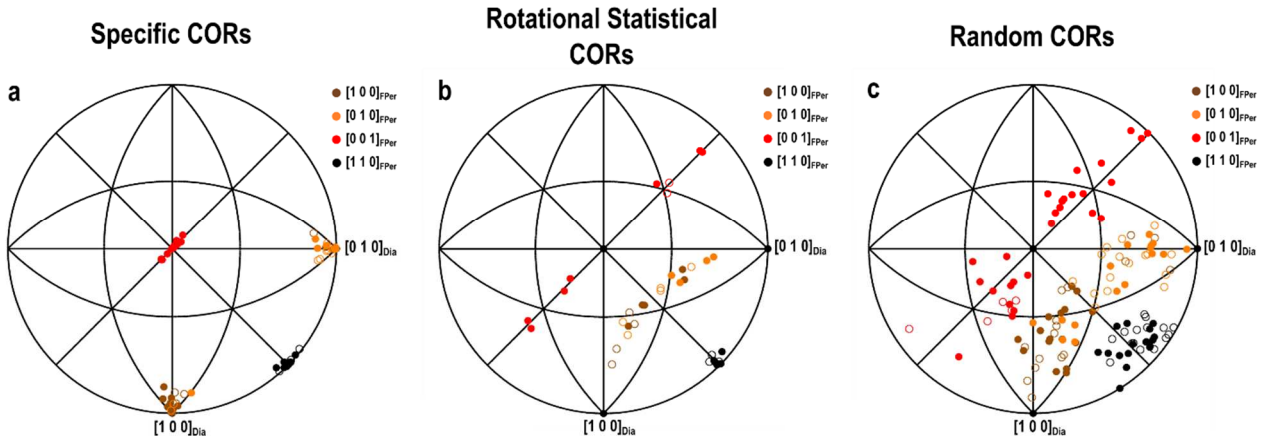 Specific CORs
Rotational Statistical
CORs
Random CORs
a
[1 0 0]FPer
[0 1 0]FPer
[0 0 1]FPer
[1 1 0]FPer
[0 1 0]Dia
[1 0 0]Dia
b
[1 0 0]FPer
[0 1 0]FPer
[0 0 1]FPer
[1 1 0]FPer
[0 1 0]Dia
[1 0 0]Dia
c
[1 0 0]FPer
[0 1 0]FPer
[0 0 1]FPer
[1 1 0]FPer
[0 1 0]Dia
[1 0 0]Dia